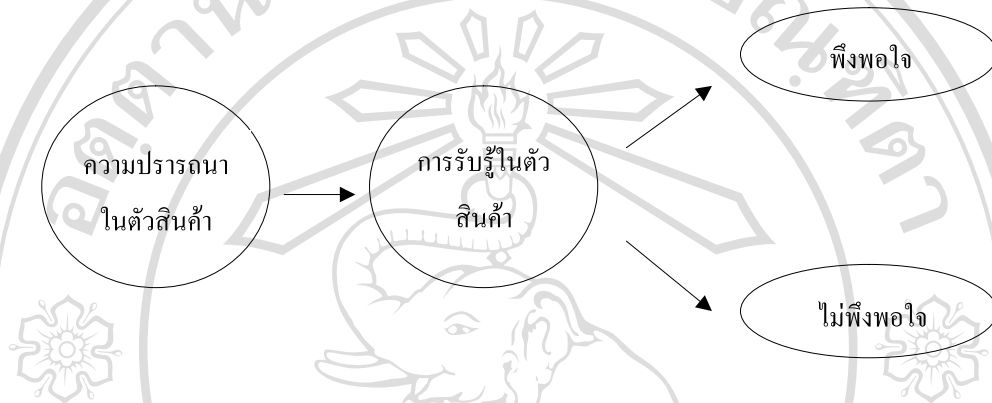 พึงพอใจ
ความปรารถนา
ในตัวสินค้า
การรับรู้ในตัว
สินค้า
ไม่พึงพอใจ